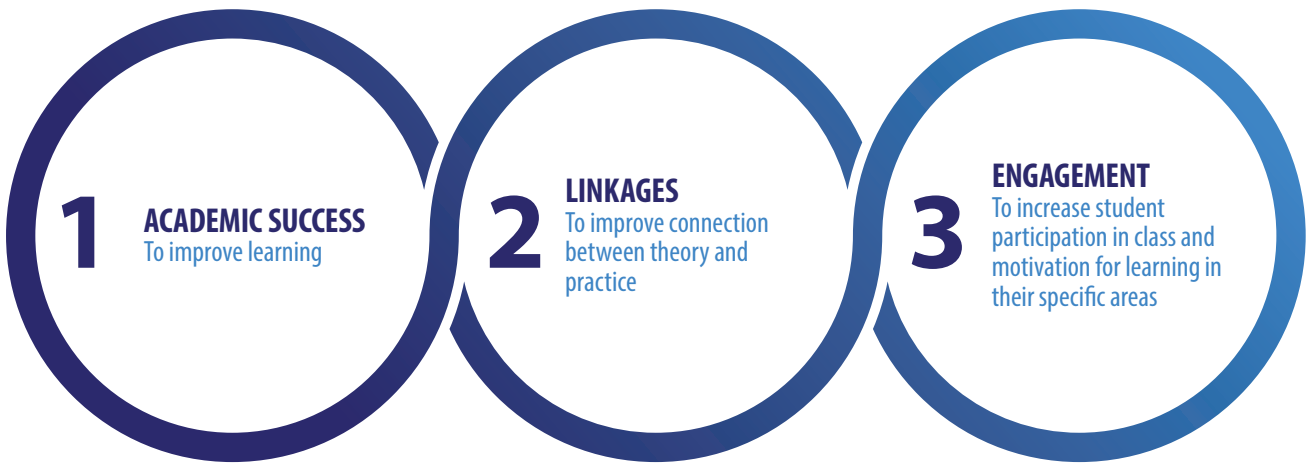 1
ACADEMIC SUCCESS
To improve learning
2
LINKAGES
To improve connection
between theory and
practice
3
ENGAGEMENT
To increase student
participation in class and
motivation for learning in
their specific areas